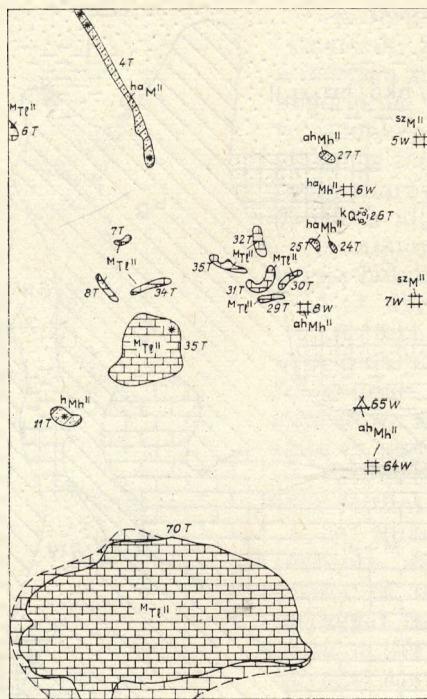 4T
haMII
MTlII
6T
szMII
5W
ahMhII
27T
haMhII
6W
kQ
26T
haMhII
25T
24T
7T
32T
MTlII
35T
MTlII
MTlII
8T
34T
31T
30T
MTlII
29T
8W
ahMhII
szMII
7W
MTlII
35T
hMhII
11T
65W
ahMhII
64W
70T
MTlII